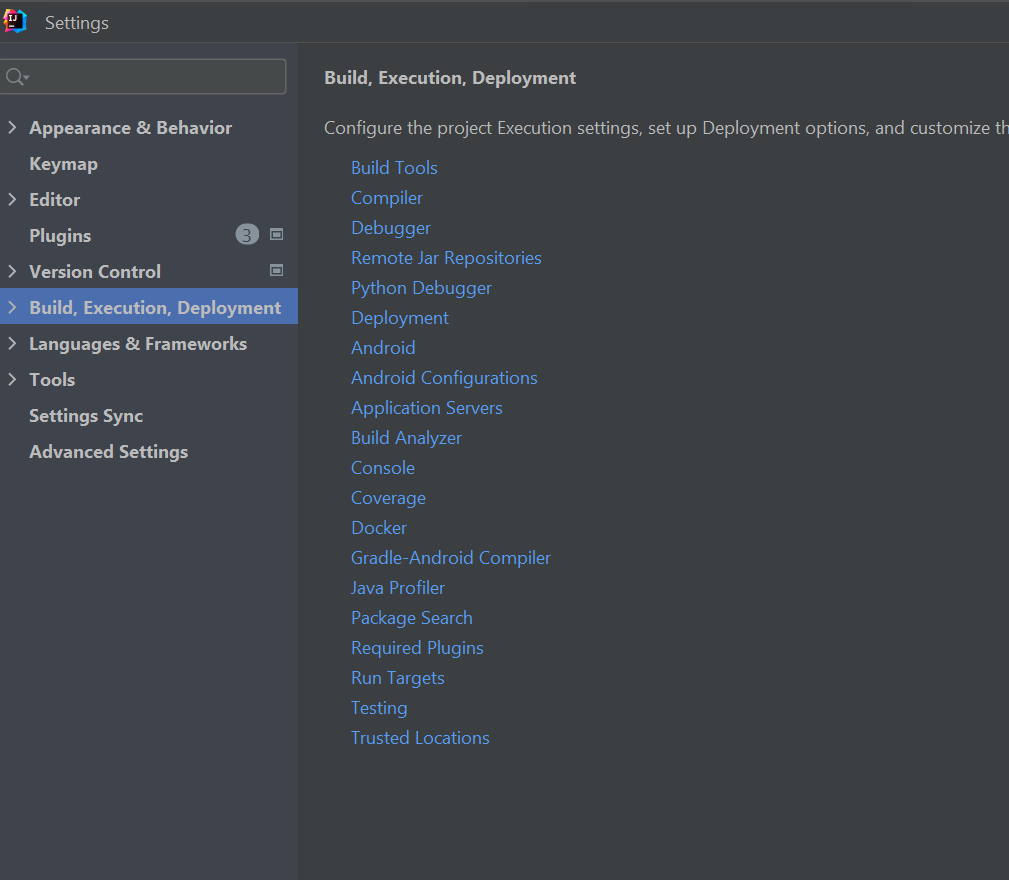 Settings
Appearance & Behavior
Keymap
Editor
Plugins
3
Version Control
Build, Execution, Deployment
Languages & Frameworks
Tools
Settings Sync
Advanced Settings
Build, Execution, Deployment
Configure the project Execution settings, set up Deployment options, and customize
Build Tools
Compiler
Debugger
Remote Jar Repositories
Python Debugger
Deployment
Android
Android Configurations
Application Servers
Build Analyzer
Console
Coverage
Docker
Gradle-Android Compiler
Java Profiler
Package Search
Required Plugins
Run Targets
Testing
Trusted Locations